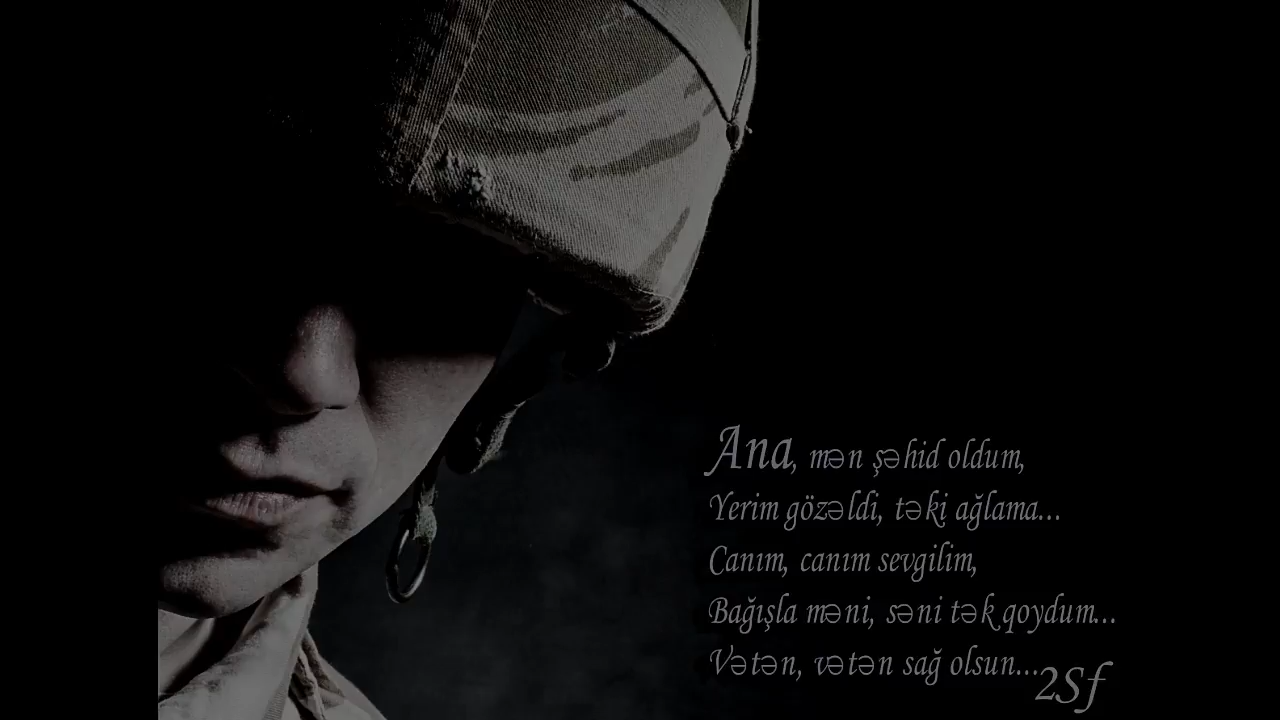 Ana, mən şəhid oldum,
Yerim gözəldi, təki ağlama...
Canım, canım sevgilim,
Bağışla məni, səni tək qoydum...
Vətən, vətən sağ olsun...
2Sf